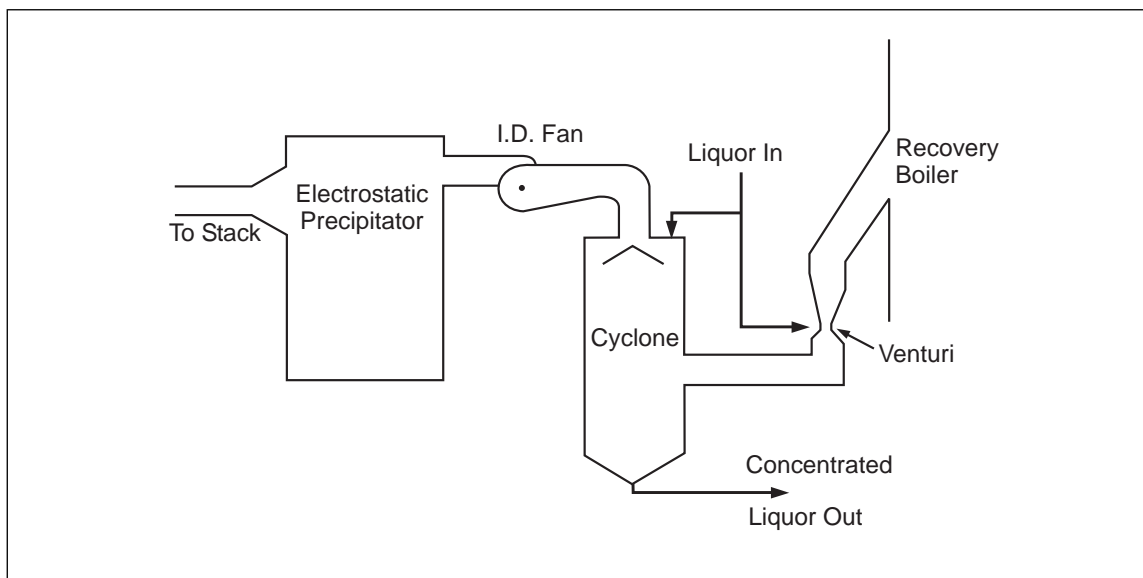 I.D. Fan
Liquor In
Recovery
Boiler
Electrostatic
Precipitator
To Stack
Cyclone
Venturi
Concentrated
Liquor Out